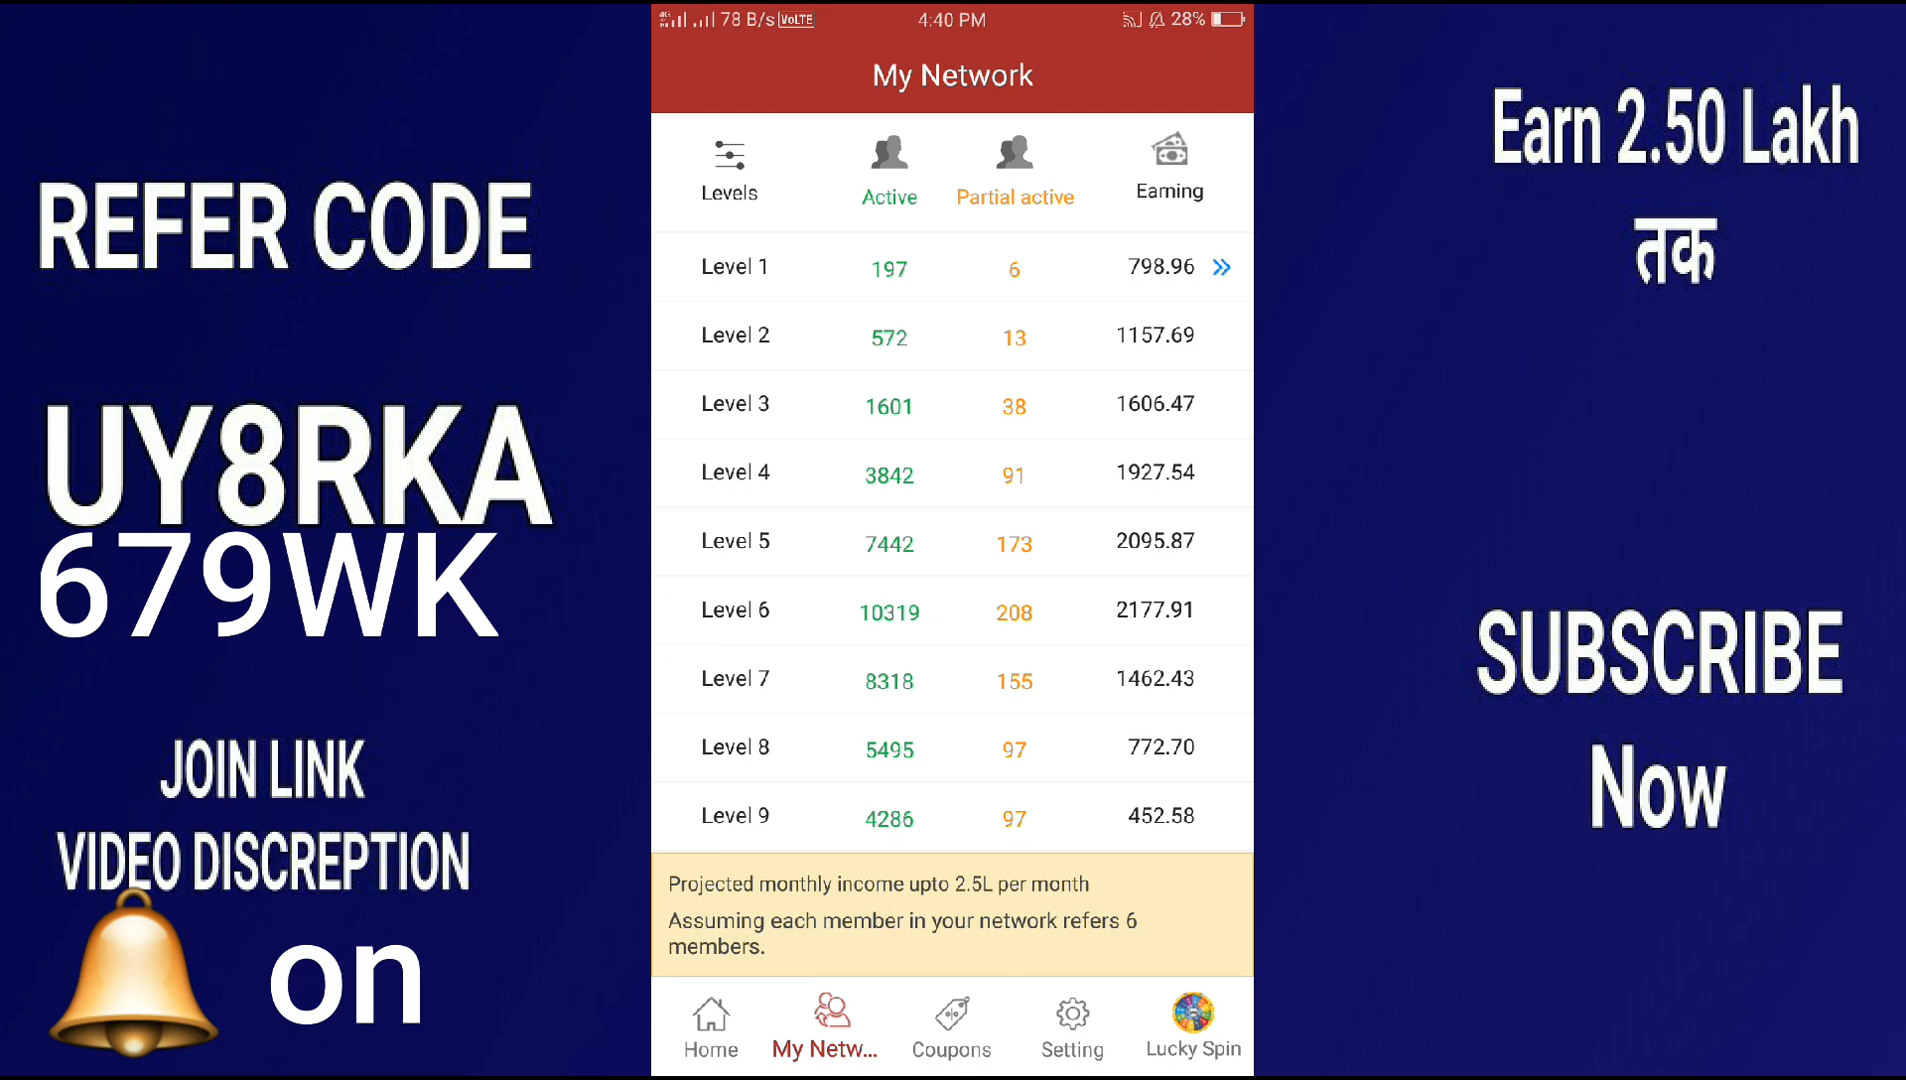 REFER CODE
UY8RKA
679WK
JOIN LINK
VIDEO DISCREPTION
on
78 B/s VoLTE 4:40 PM 28%
My Network
Levels Active Partial active Earning
Level 1 197 6 798.96
Level 2 572 13 1157.69
Level 3 1601 38 1606.47
Level 4 3842 91 1927.54
Level 5 7442 173 2095.87
Level 6 10319 208 2177.91
Level 7 8318 155 1462.43
Level 8 5495 97 772.70
Level 9 4286 97 452.58
Projected monthly income upto 2.5L per month
Assuming each member in your network refers 6
members.
Home My Netw... Coupons Setting Lucky Spin
Earn 2.50 Lakh
तक
SUBSCRIBE
Now